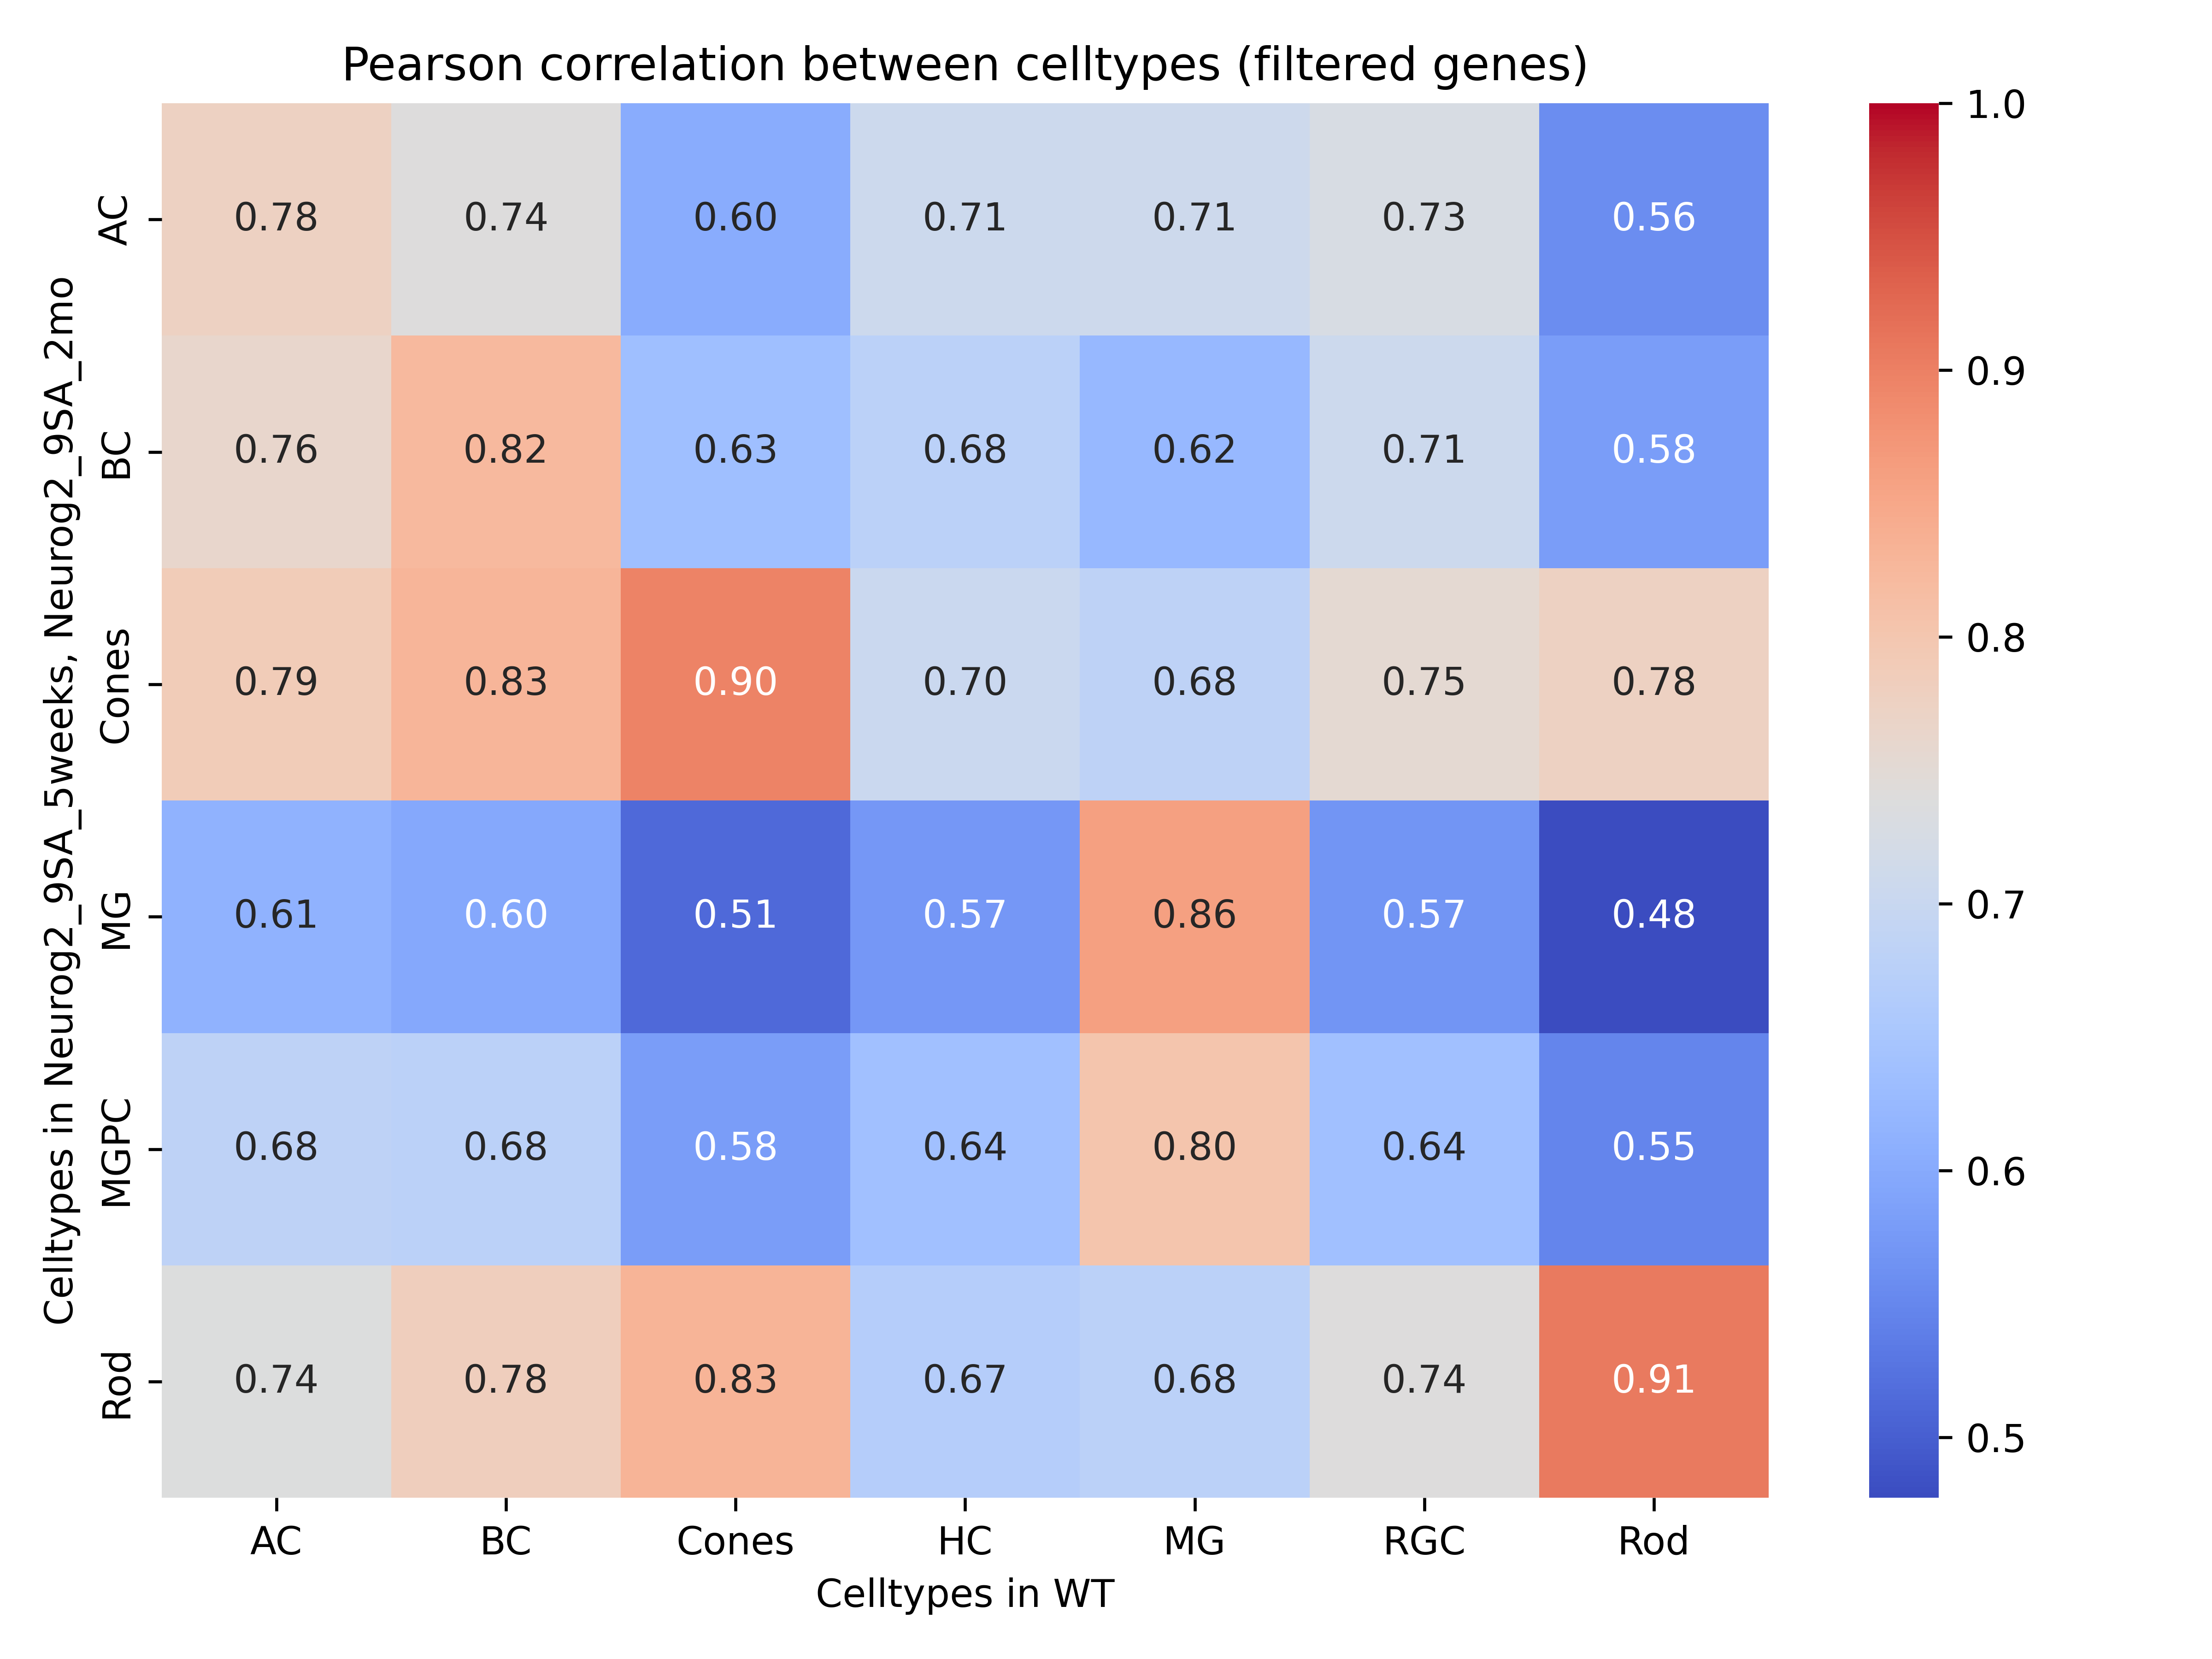 Pearson correlation between celltypes (filtered genes)
Celltypes in Neurog2_9SA_5weeks, Neurog2_9SA_2mo
AC 0.78 0.74 0.60 0.71 0.71 0.73 0.56
BC 0.76 0.82 0.63 0.68 0.62 0.71 0.58
Cones 0.79 0.83 0.90 0.70 0.68 0.75 0.78
MG 0.61 0.60 0.51 0.57 0.86 0.57 0.48
MGPC 0.68 0.68 0.58 0.64 0.80 0.64 0.55
Rod 0.74 0.78 0.83 0.67 0.68 0.74 0.91
AC BC Cones HC MG RGC Rod
Celltypes in WT
1.0
0.9
0.8
0.7
0.6
0.5